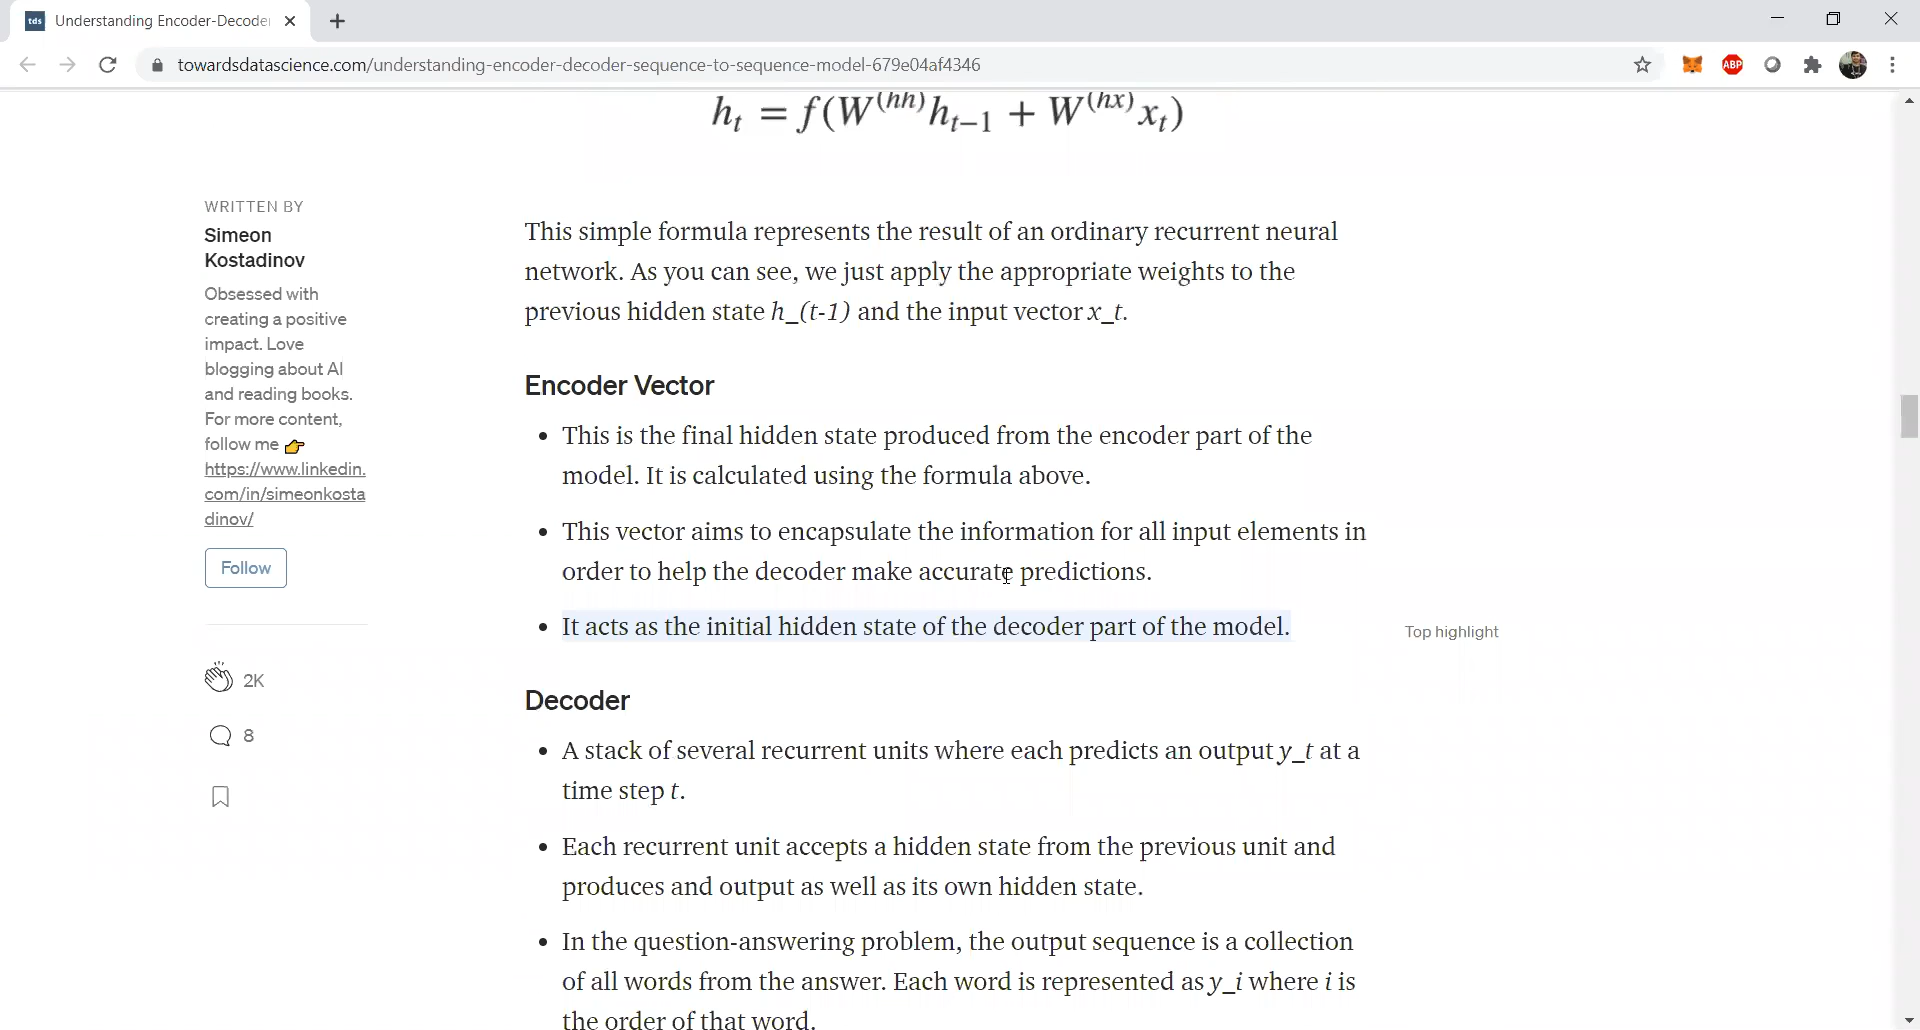 tds Understanding Encoder-Decoder
towardsdatascience.com/understanding-encoder-decoder-sequence-to-sequence-model-679e04af4346
ABP
h_t = f(W^(hh) h_{t-1} + W^(hx) x_t)
WRITTEN BY
Simeon
Kostadinov
Obsessed with
creating a positive
impact. Love
blogging about AI
and reading books.
For more content,
follow me 👉
https://www.linkedin.
com/in/simeonkosta
dinov/
Follow
2K
8
This simple formula represents the result of an ordinary recurrent neural
network. As you can see, we just apply the appropriate weights to the
previous hidden state h_(t-1) and the input vector x_t.
Encoder Vector
• This is the final hidden state produced from the encoder part of the
model. It is calculated using the formula above.
• This vector aims to encapsulate the information for all input elements in
order to help the decoder make accurate predictions.
• It acts as the initial hidden state of the decoder part of the model.
Top highlight
Decoder
• A stack of several recurrent units where each predicts an output y_t at a
time step t.
• Each recurrent unit accepts a hidden state from the previous unit and
produces and output as well as its own hidden state.
• In the question-answering problem, the output sequence is a collection
of all words from the answer. Each word is represented as y_i where i is
the order of that word.